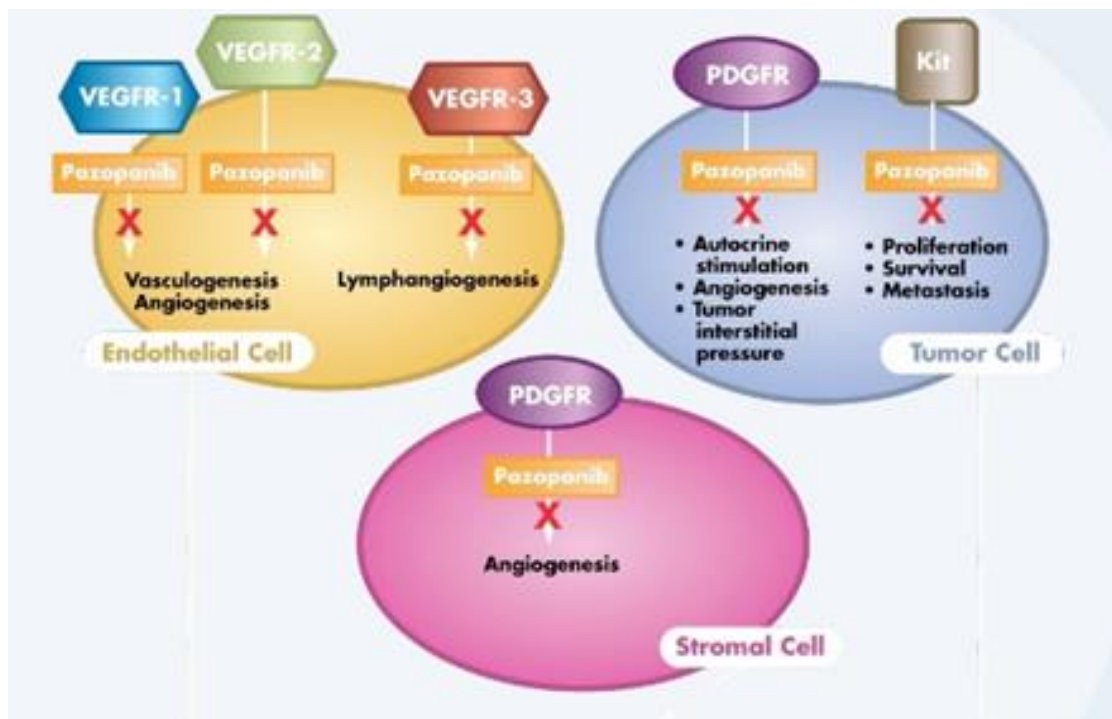 VEGFR-1
VEGFR-2
VEGFR-3
Pazopanib
Pazopanib
Pazopanib
X
X
X
Vasculogenesis
Angiogenesis
Lymphangiogenesis
Endothelial Cell
PDGFR
Kit
Pazopanib
Pazopanib
X
X
• Autocrine
stimulation
• Angiogenesis
• Tumor
interstitial
pressure
• Proliferation
• Survival
• Metastasis
Tumor Cell
PDGFR
Pazopanib
X
Angiogenesis
Stromal Cell